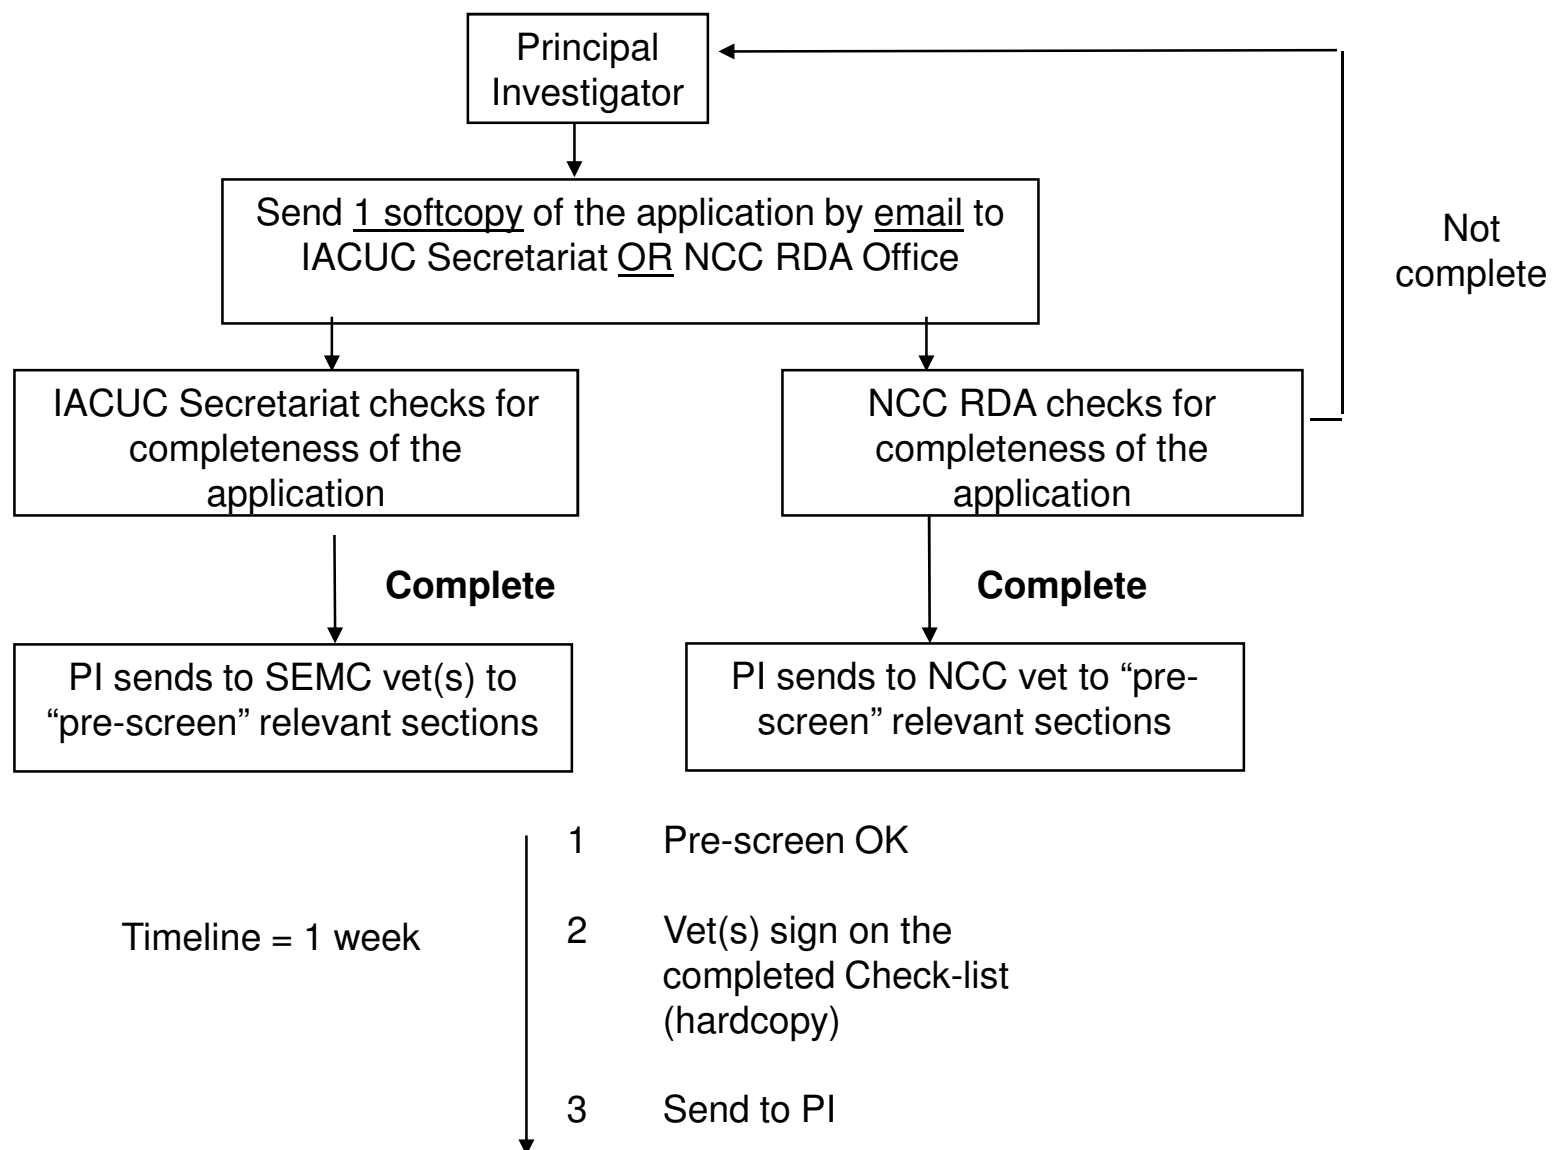 Principal
Investigator
Send 1 softcopy of the application by email to
IACUC Secretariat OR NCC RDA Office
Not
complete
IACUC Secretariat checks for
completeness of the
application
NCC RDA checks for
completeness of the
application
Complete
Complete
PI sends to SEMC vet(s) to
“pre-screen” relevant sections
PI sends to NCC vet to “pre-
screen” relevant sections
1 Pre-screen OK
Timeline = 1 week
2 Vet(s) sign on the
completed Check-list
(hardcopy)
3 Send to PI